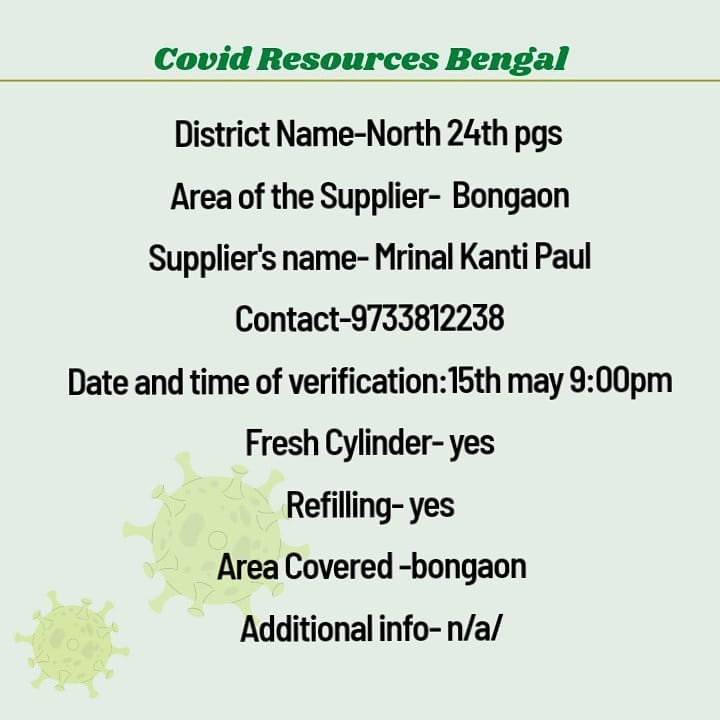 Covid Resources Bengal
District Name-North 24th pgs
Area of the Supplier- Bongaon
Supplier's name- Mrinal Kanti Paul
Contact-9733812238
Date and time of verification:15th may 9:00pm
Fresh Cylinder- yes
Refilling- yes
Area Covered -bongaon
Additional info- n/a/